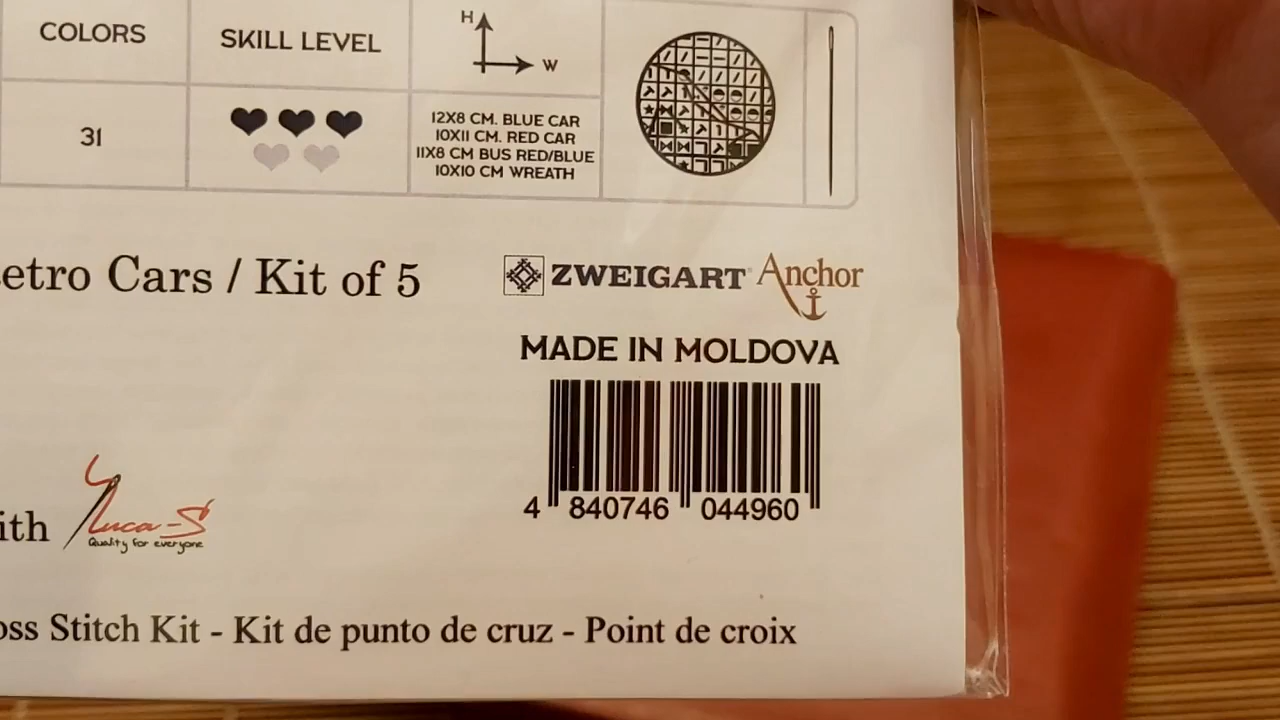 COLORS
SKILL LEVEL
H
W
31
12X8 CM. BLUE CAR
10X11 CM. RED CAR
11X8 CM BUS RED/BLUE
10X10 CM WREATH
etro Cars / Kit of 5
ZWEIGART Anchor
MADE IN MOLDOVA
4 840746 044960
ith Luca-S
Quality for everyone
oss Stitch Kit - Kit de punto de cruz - Point de croix